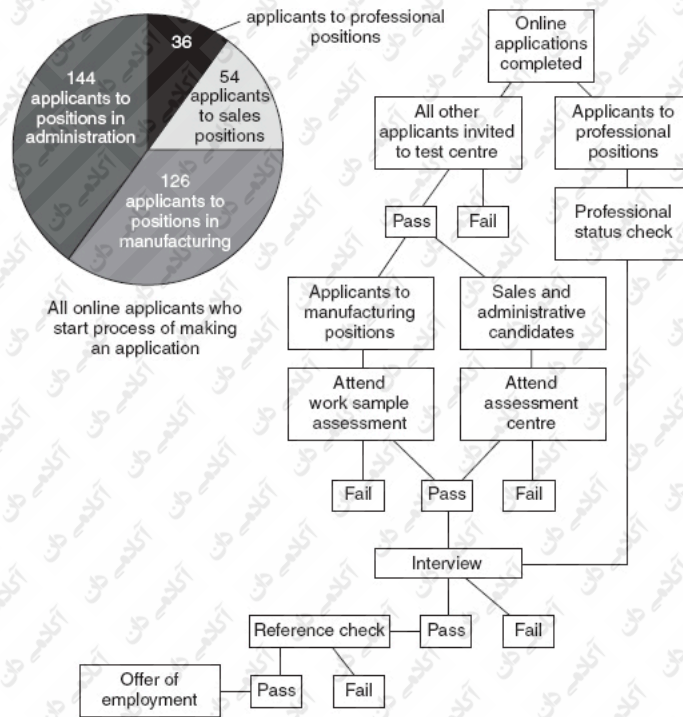 applicants to professional
positions
36
144
applicants to
positions in
administration
54
applicants
to sales
positions
126
applicants to
positions in
manufacturing
All online applicants who
start process of making
an application
Online
applications
completed
All other
applicants invited
to test centre
Applicants to
professional
positions
Pass
Fail
Professional
status check
Applicants to
manufacturing
positions
Sales and
administrative
candidates
Attend
work sample
assessment
Attend
assessment
centre
Fail
Pass
Fail
Interview
Reference check
Pass
Fail
Offer of
employment
Pass
Fail